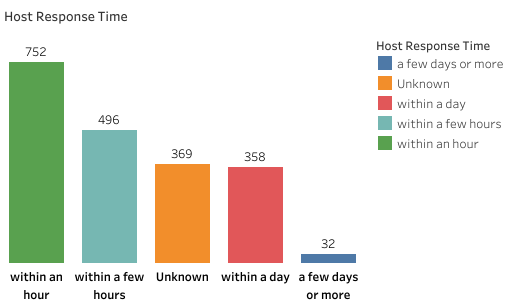 Host Response Time
752
496
369
358
32
within an
hour
within a few
hours
Unknown
within a day
a few days
or more
Host Response Time
a few days or more
Unknown
within a day
within a few hours
within an hour